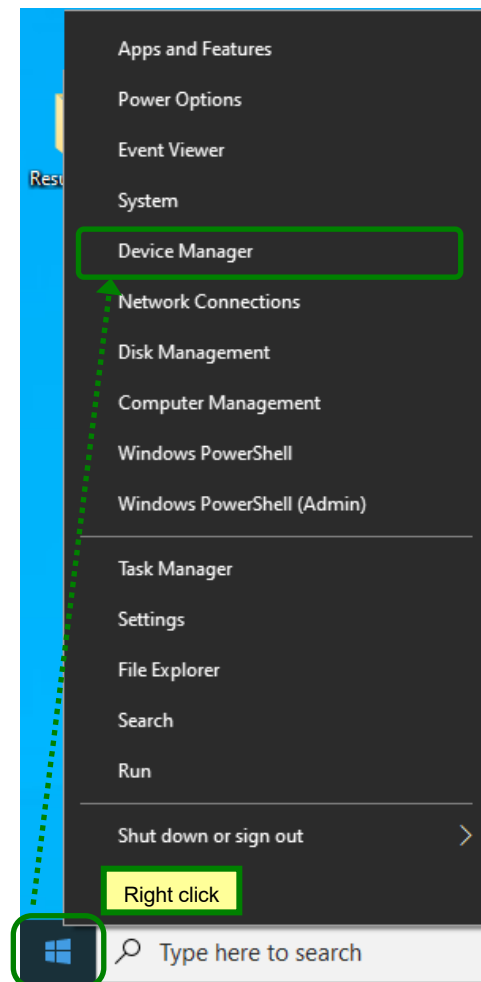 Apps and Features
Power Options
Event Viewer
Resu
System
Device Manager
Network Connections
Disk Management
Computer Management
Windows PowerShell
Windows PowerShell (Admin)
Task Manager
Settings
File Explorer
Search
Run
Shut down or sign out
Right click
Type here to search